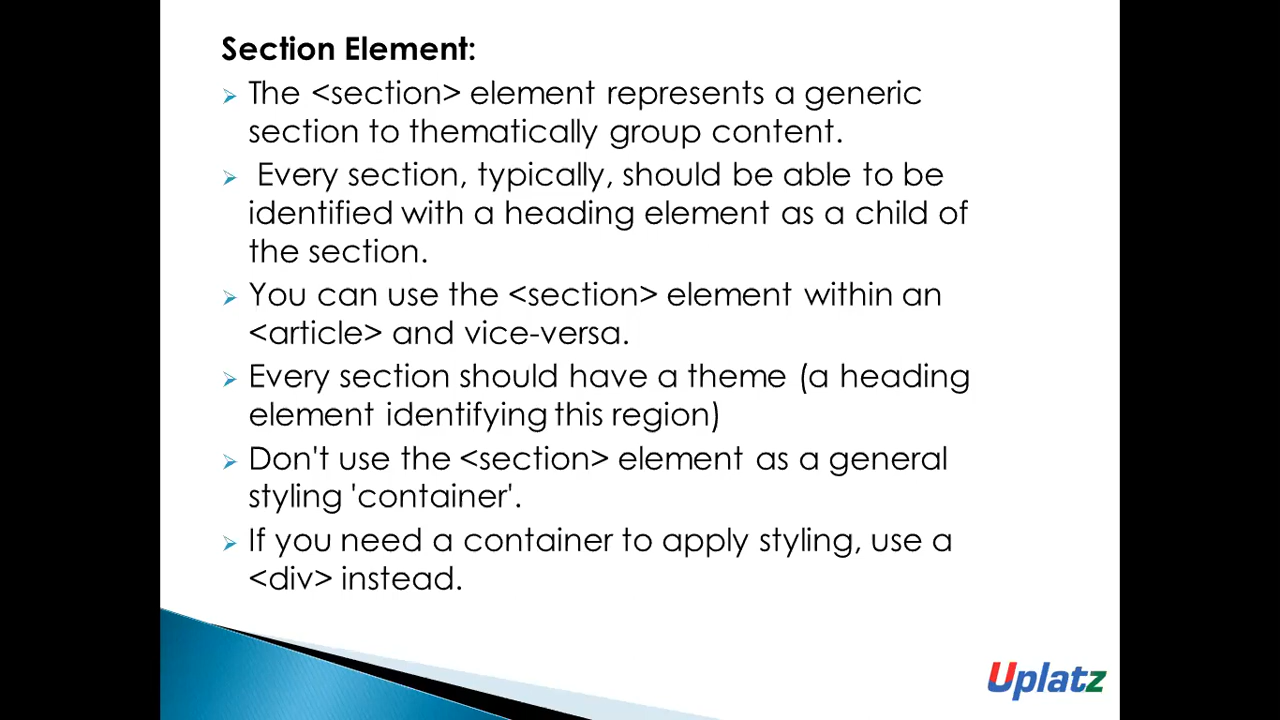 Section Element:
The <section> element represents a generic
section to thematically group content.
Every section, typically, should be able to be
identified with a heading element as a child of
the section.
You can use the <section> element within an
<article> and vice-versa.
Every section should have a theme (a heading
element identifying this region)
Don't use the <section> element as a general
styling 'container'.
If you need a container to apply styling, use a
<div> instead.
Uplatz